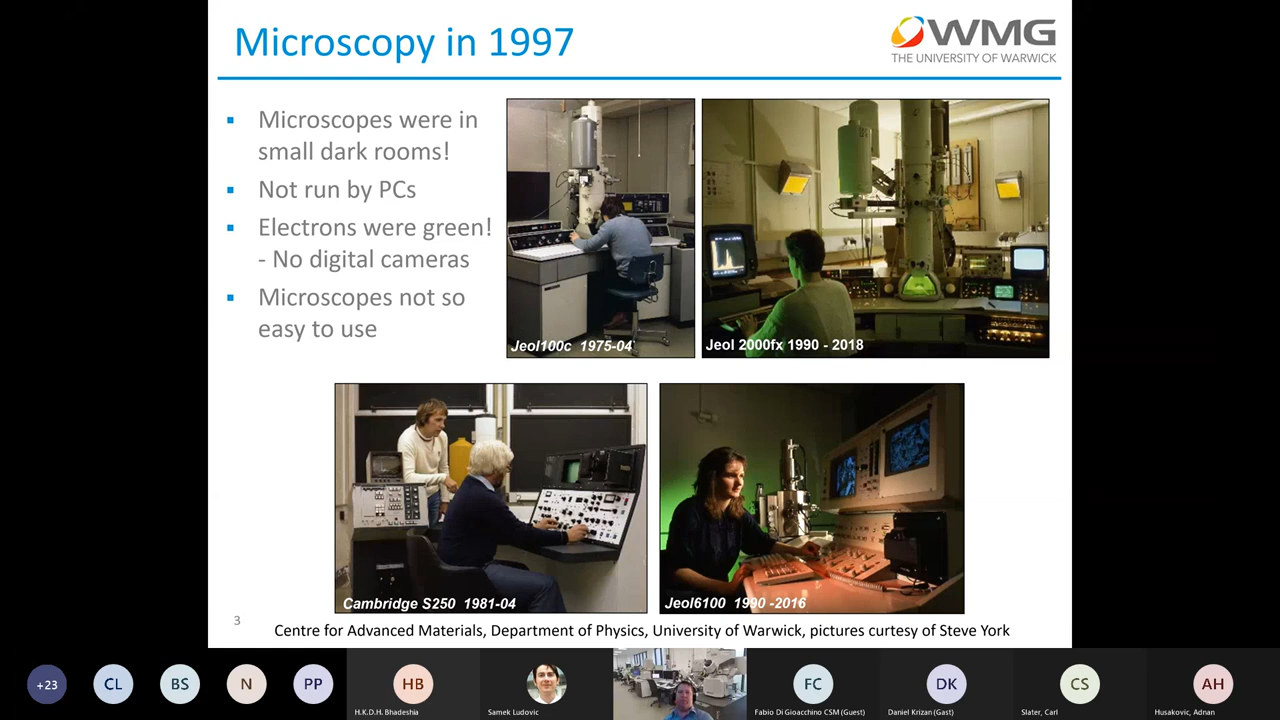 Microscopy in 1997
WMG
THE UNIVERSITY OF WARWICK
Microscopes were in
small dark rooms!
Not run by PCs
Electrons were green!
- No digital cameras
Microscopes not so
easy to use
Jeol100c 1975-04
Jeol 2000fx 1990 - 2018
Cambridge S250 1981-04
Jeol6100 1990 -2016
3
Centre for Advanced Materials, Department of Physics, University of Warwick, pictures curtesy of Steve York
+23
CL
BS
N
PP
HB
FC
DK
CS
AH
H.K.D.H. Bhadeshia
Samek Ludovic
Fabio Di Gioacchino CSM (Guest)
Daniel Krizan (Gast)
Slater, Carl
Husakovic, Adnan